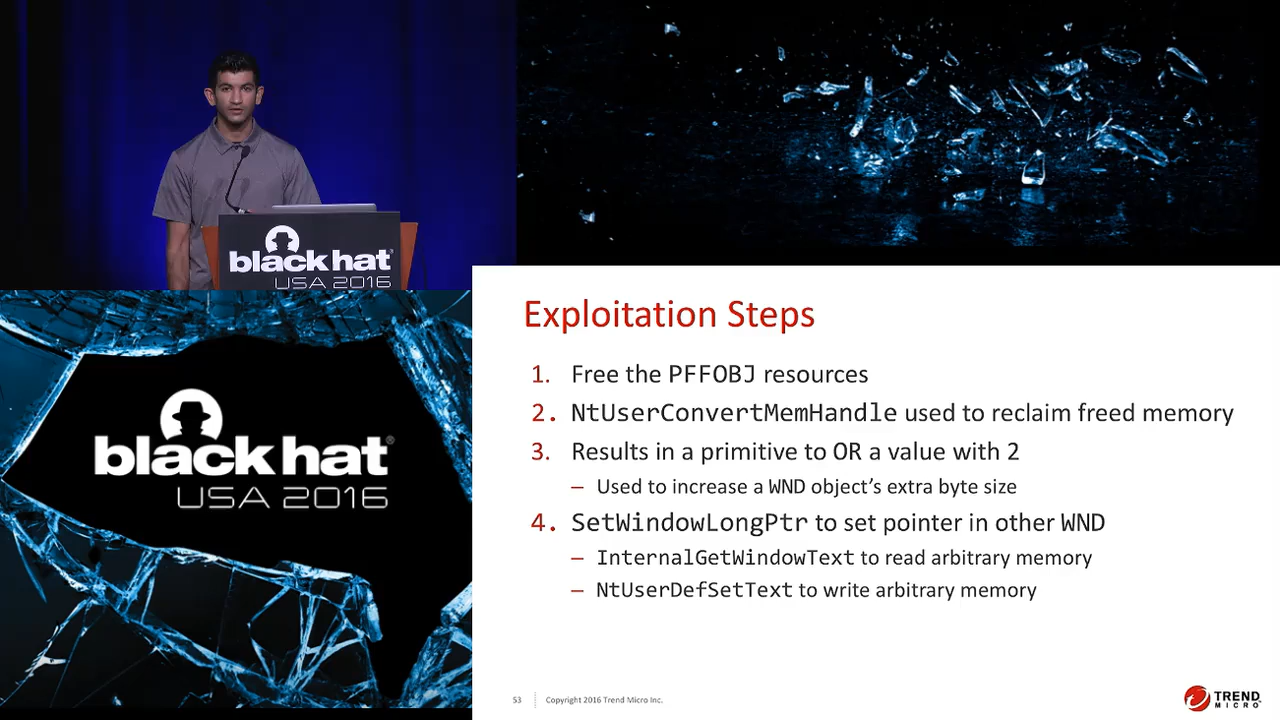 black hat
USA 2016
black hat®
USA 2016
Exploitation Steps
1. Free the PFFOBJ resources
2. NtUserConvertMemHandle used to reclaim freed memory
3. Results in a primitive to OR a value with 2
– Used to increase a WND object's extra byte size
4. SetWindowLongPtr to set pointer in other WND
– InternalGetWindowText to read arbitrary memory
– NtUserDefSetText to write arbitrary memory
53
Copyright 2016 Trend Micro Inc.
TREND
MICRO